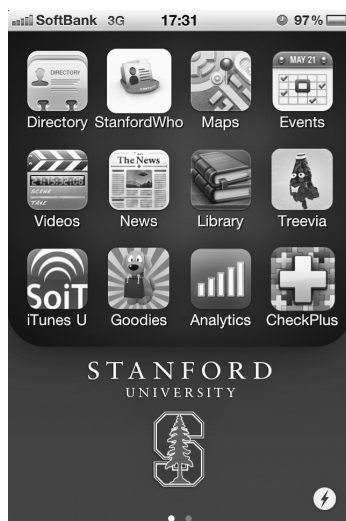 SoftBank 3G 17:31 97%
DIRECTORY MAY 21
Directory StanfordWho Maps Events
The News
Videos News Library Treevia
SoiT
iTunes U Goodies Analytics CheckPlus
STANFORD
UNIVERSITY
S